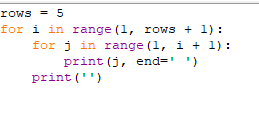 rows = 5
for i in range(1, rows + 1):
    for j in range(1, i + 1):
        print(j, end=' ')
    print('')